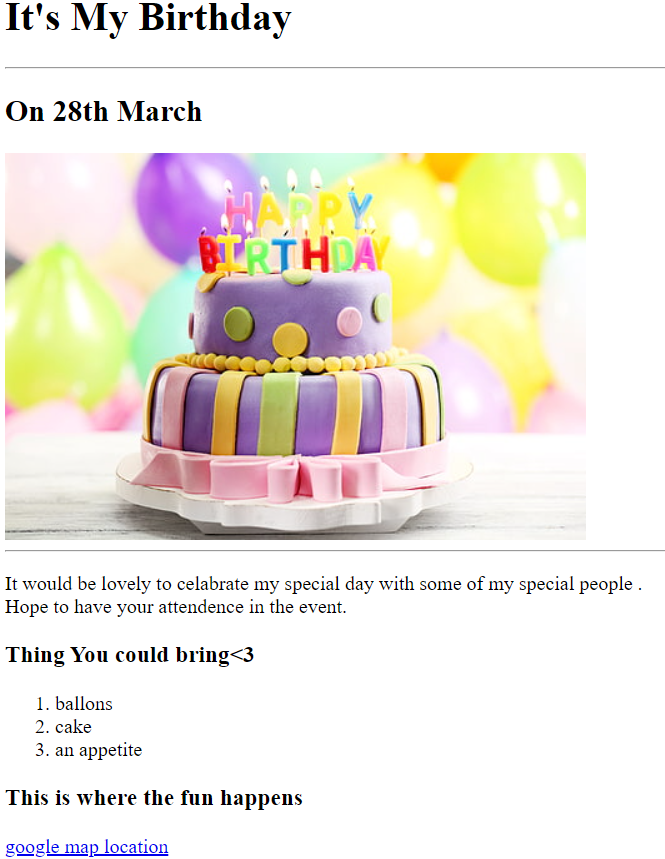 It's My Birthday
On 28th March
HAPPY
BIRTHDAY
It would be lovely to celabrate my special day with some of my special people .
Hope to have your attendence in the event.
Thing You could bring<3
1. ballons
2. cake
3. an appetite
This is where the fun happens
google map location